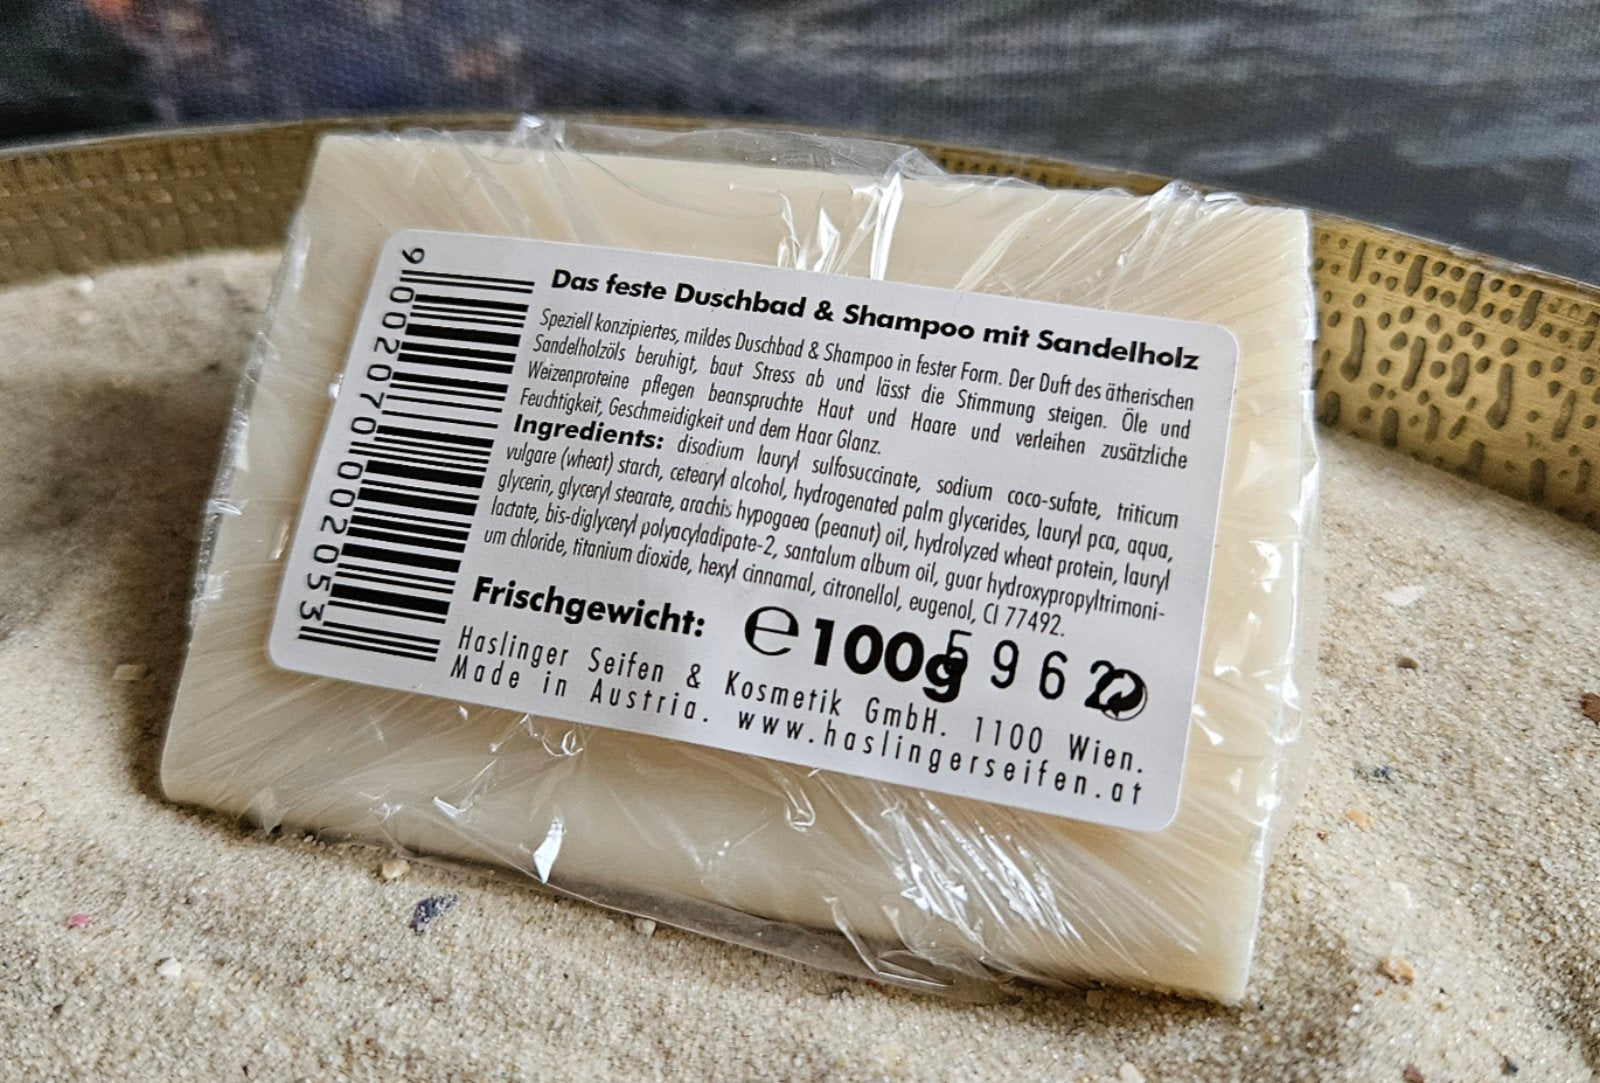 Das feste Duschbad & Shampoo mit Sandelholz
Speziell konzipiertes, mildes Duschbad & Shampoo in fester Form. Der Duft des ätherischen
Sandelholzöls beruhigt, baut Stress ab und lässt die Stimmung steigen. Öle und
Weizenproteine pflegen beanspruchte Haut und Haare und verleihen zusätzliche
Feuchtigkeit, Geschmeidigkeit und dem Haar Glanz.
Ingredients: disodium lauryl sulfosuccinate, sodium coco-sufate, triticum
vulgare (wheat) starch, cetearyl alcohol, hydrogenated palm glycerides, lauryl pca, aqua,
glycerin, glyceryl stearate, arachis hypogaea (peanut) oil, hydrolyzed wheat protein, lauryl
lactate, bis-diglyceryl polyacyladipate-2, santalum album oil, guar hydroxypropyltrimoni-
um chloride, titanium dioxide, hexyl cinnamal, citronellol, eugenol, CI 77492.
Frischgewicht: ℮100g 5962
Haslinger Seifen & Kosmetik GmbH. 1100 Wien.
Made in Austria. www.haslingerseifen.at
9002070002053